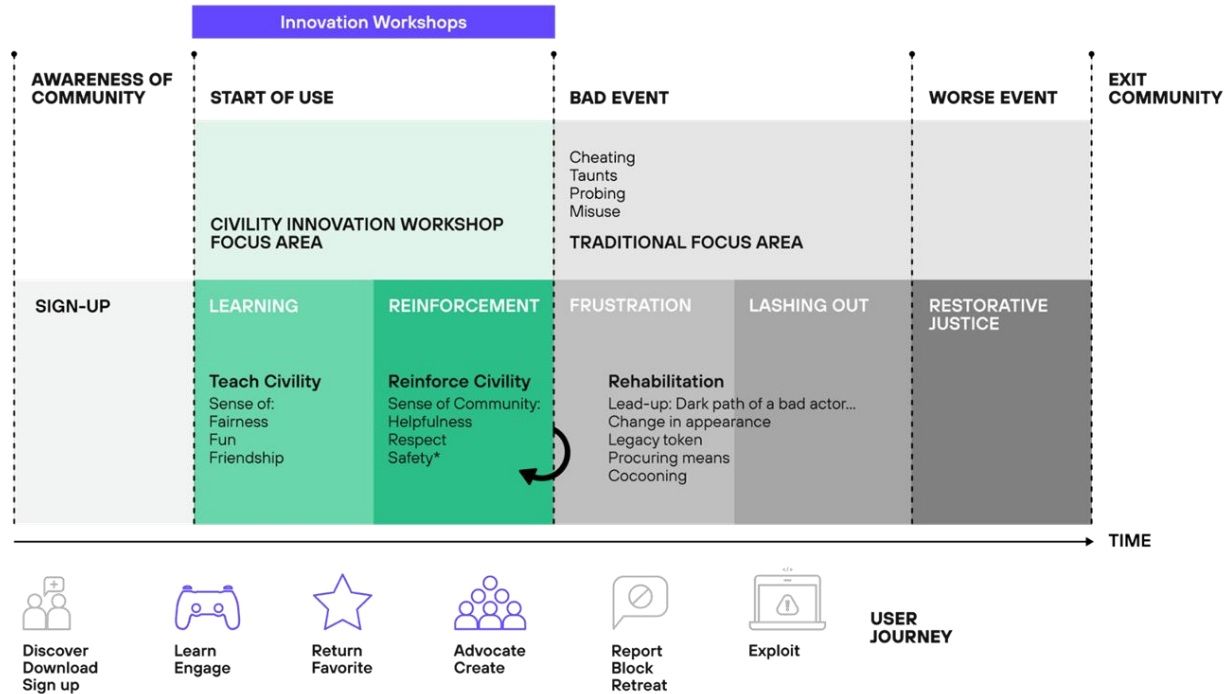 Innovation Workshops
AWARENESS OF
COMMUNITY
START OF USE
BAD EVENT
WORSE EVENT
EXIT
COMMUNITY
Cheating
Taunts
Probing
Misuse
CIVILITY INNOVATION WORKSHOP
FOCUS AREA
TRADITIONAL FOCUS AREA
SIGN-UP
LEARNING
REINFORCEMENT
FRUSTRATION
LASHING OUT
RESTORATIVE
JUSTICE
Teach Civility
Sense of:
Fairness
Fun
Friendship
Reinforce Civility
Sense of Community:
Helpfulness
Respect
Safety*
Rehabilitation
Lead-up: Dark path of a bad actor...
Change in appearance
Legacy token
Procuring means
Cocooning
TIME
</>
Discover
Download
Sign up
Learn
Engage
Return
Favorite
Advocate
Create
Report
Block
Retreat
Exploit
USER
JOURNEY